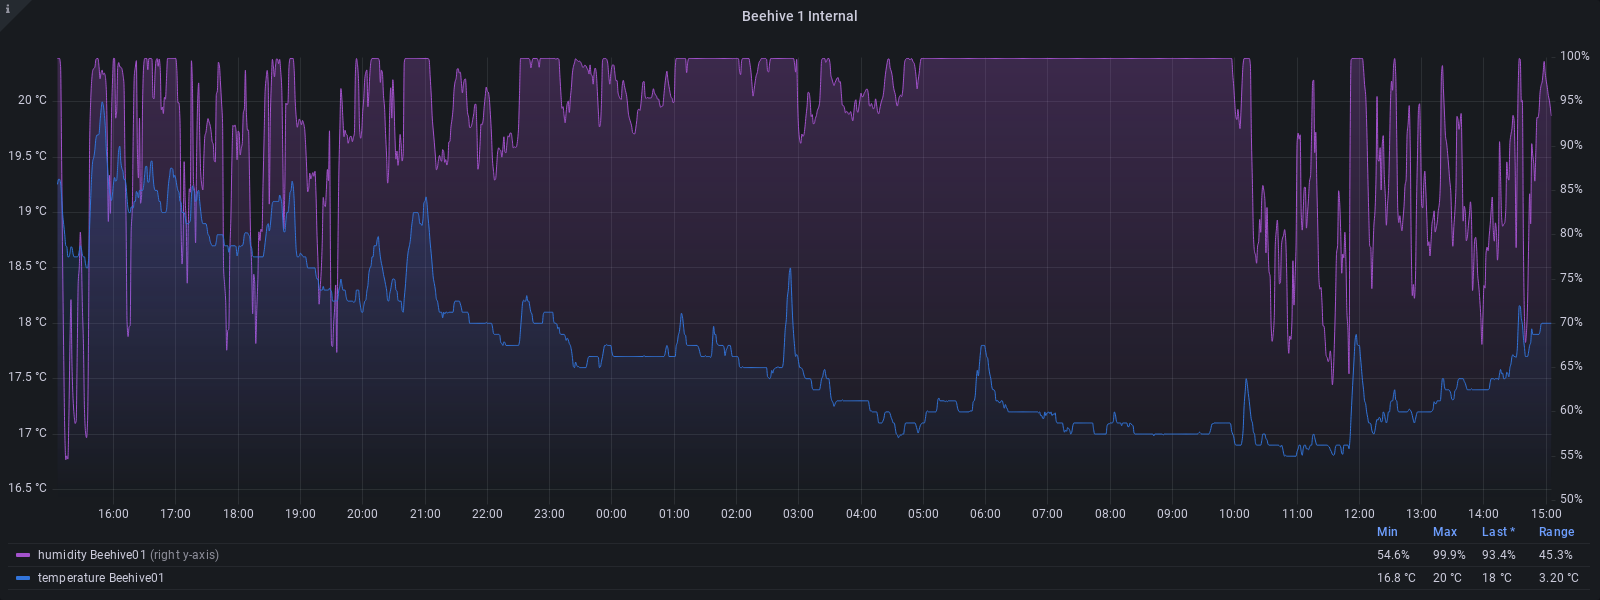 i
Beehive 1 Internal
100%
20 °C
95%
19.5 °C
90%
19 °C
85%
80%
18.5 °C
75%
18 °C
70%
17.5 °C
65%
60%
17 °C
55%
16.5 °C
50%
16:00 17:00 18:00 19:00 20:00 21:00 22:00 23:00 00:00 01:00 02:00 03:00 04:00 05:00 06:00 07:00 08:00 09:00 10:00 11:00 12:00 13:00 14:00 15:00
Min Max Last * Range
humidity Beehive01 (right y-axis) 54.6% 99.9% 93.4% 45.3%
temperature Beehive01 16.8 °C 20 °C 18 °C 3.20 °C